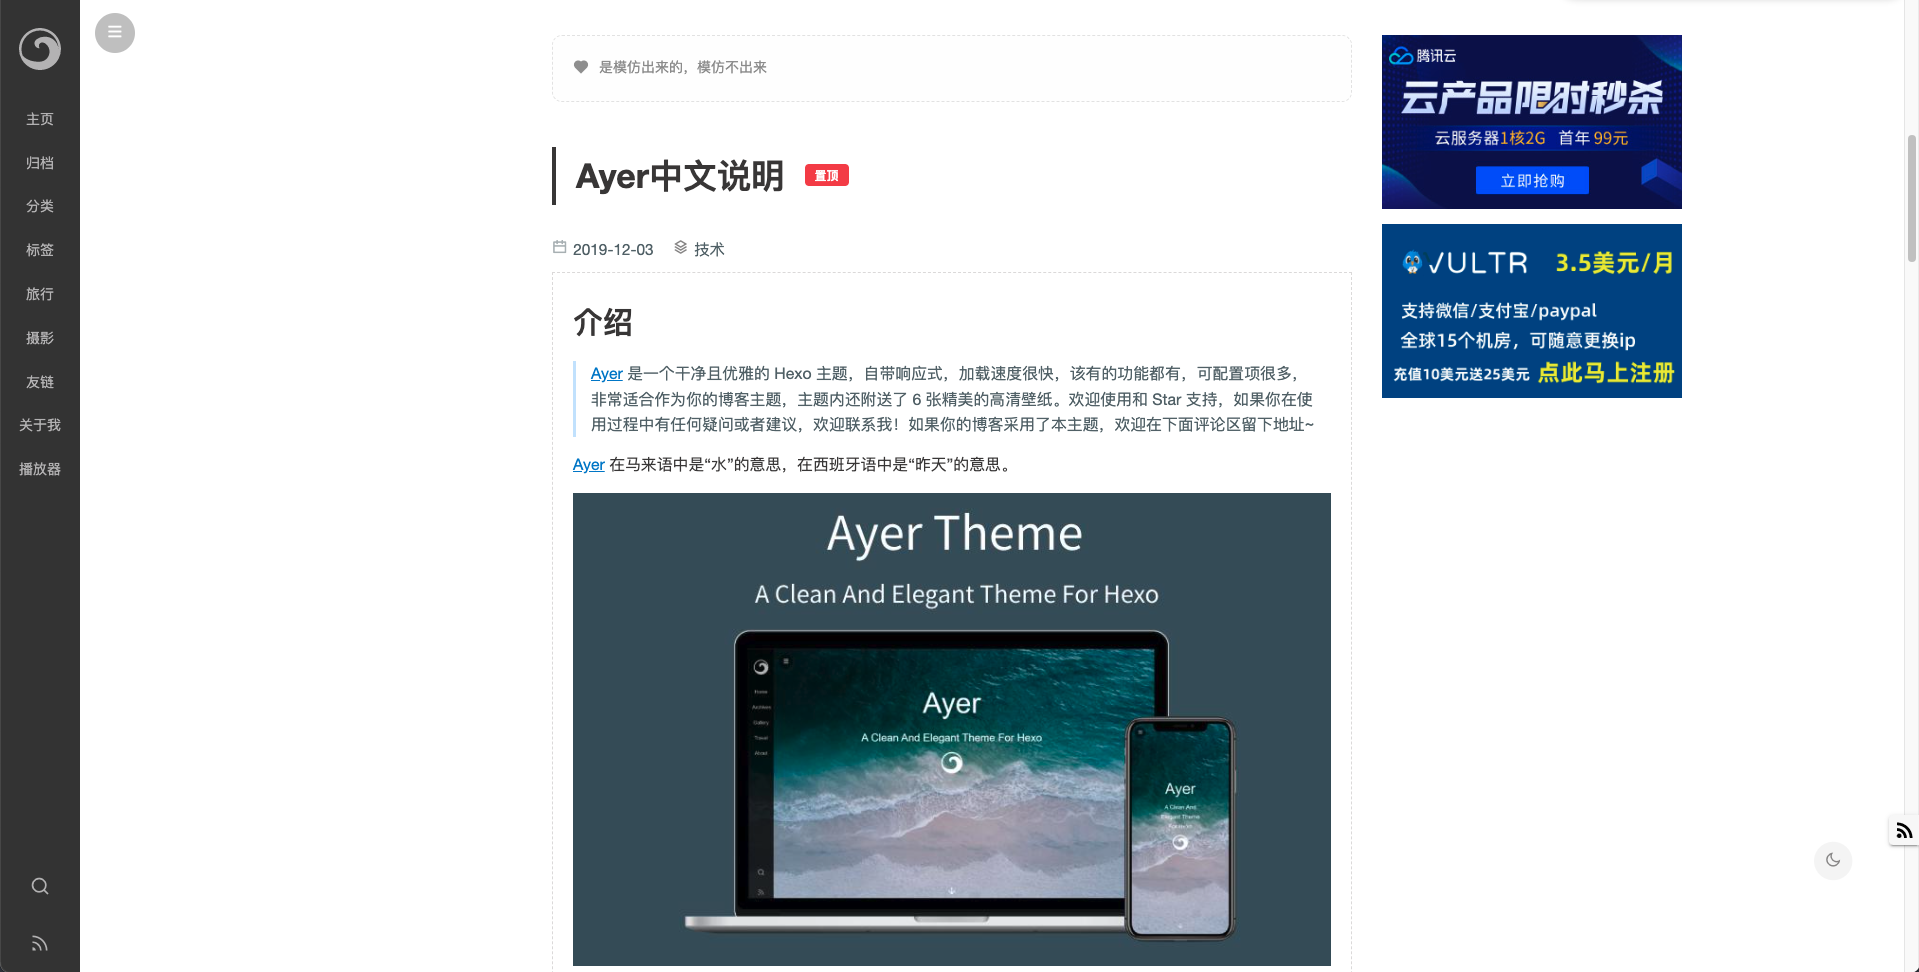 主页
归档
分类
标签
旅行
摄影
友链
关于我
播放器
是模仿出来的，模仿不出来
Ayer中文说明 置顶
2019-12-03 技术
介绍
Ayer 是一个干净且优雅的 Hexo 主题，自带响应式，加载速度很快，该有的功能都有，可配置项很多，
非常适合作为你的博客主题，主题内还附送了 6 张精美的高清壁纸。欢迎使用和 Star 支持，如果你在使
用过程中有任何疑问或者建议，欢迎联系我！如果你的博客采用了本主题，欢迎在下面评论区留下地址~
Ayer 在马来语中是“水”的意思，在西班牙语中是“昨天”的意思。
Ayer Theme
A Clean And Elegant Theme For Hexo
Home
Archives
Gallery
Travel
About
Ayer
A Clean And Elegant Theme For Hexo
Ayer
A Clean And
Elegant Theme
For Hexo
腾讯云
云产品限时秒杀
云服务器1核2G 首年 99元
立即抢购
VULTR 3.5美元/月
支持微信/支付宝/paypal
全球15个机房，可随意更换ip
充值10美元送25美元 点此马上注册